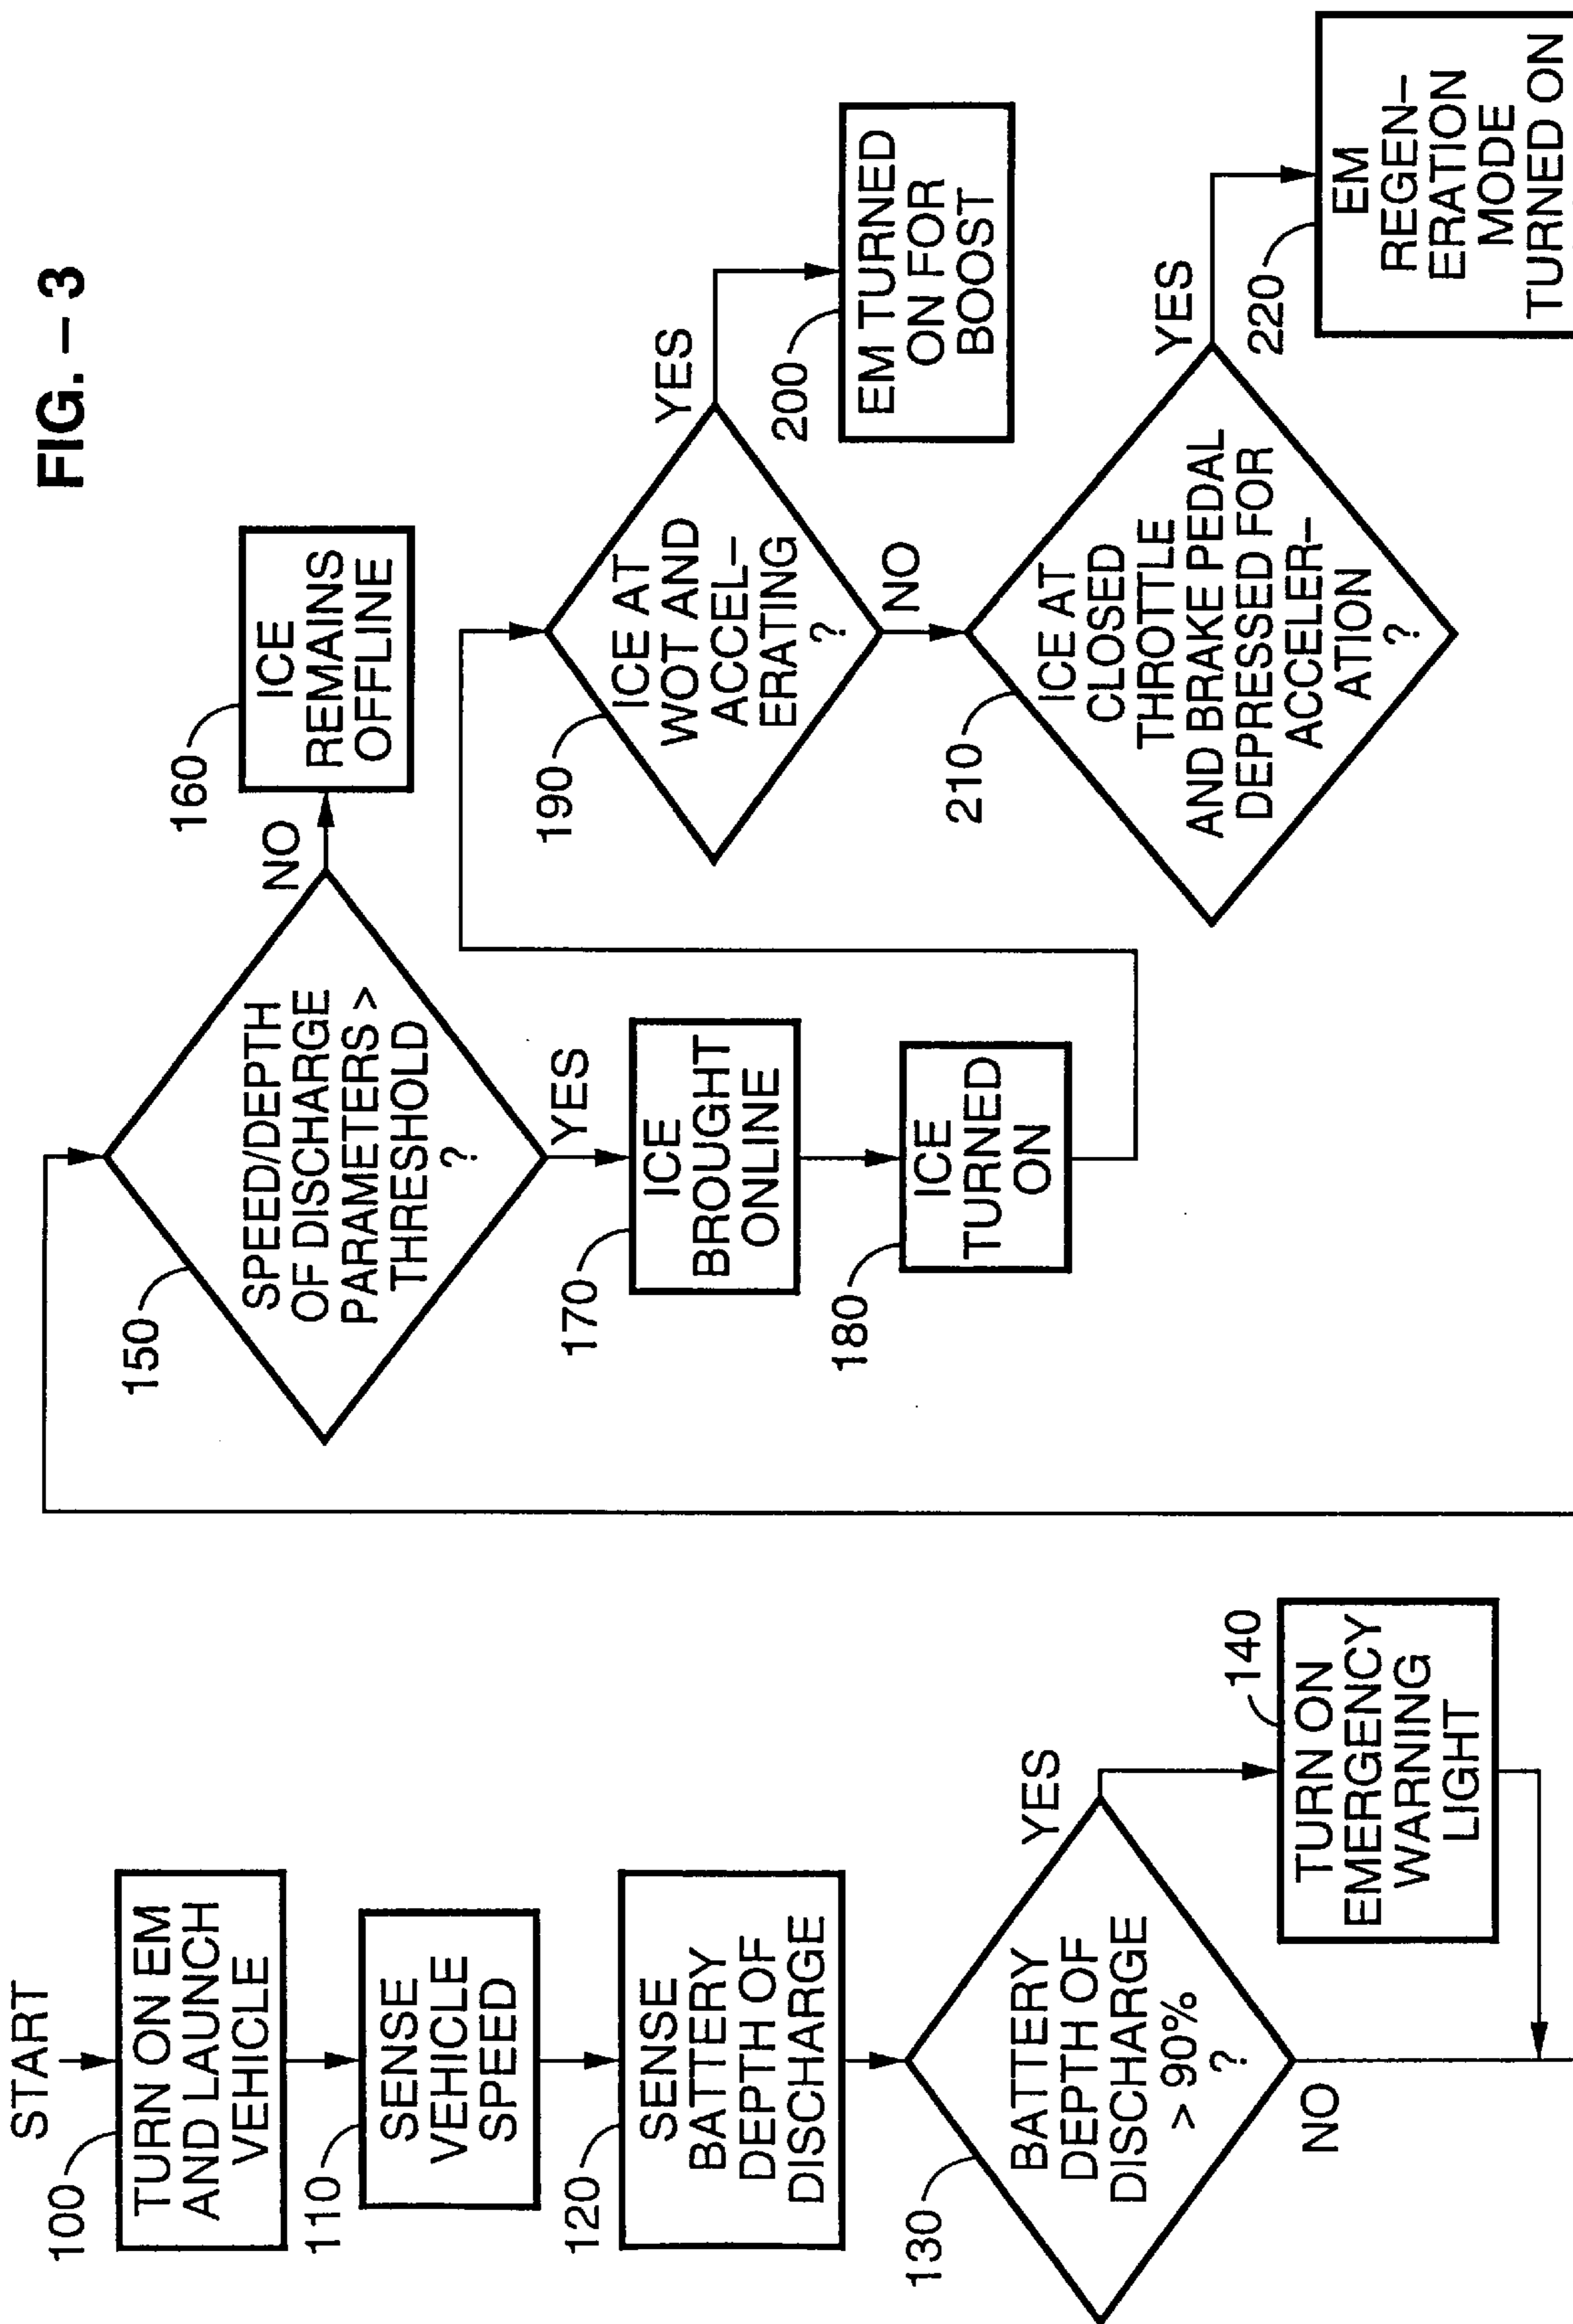 FIG. – 3
START
100
TURN ON EM
AND LAUNCH
VEHICLE
110
SENSE
VEHICLE
SPEED
120
SENSE
BATTERY
DEPTH OF
DISCHARGE
130
BATTERY
DEPTH OF
DISCHARGE
> 90%
?
YES
NO
140
TURN ON
EMERGENCY
WARNING
LIGHT
150
SPEED/DEPTH
OF DISCHARGE
PARAMETERS >
THRESHOLD
?
NO
YES
160
ICE
REMAINS
OFFLINE
170
ICE
BROUGHT
ONLINE
180
ICE
TURNED
ON
190
ICE AT
WOT AND
ACCEL–
ERATING
?
YES
NO
200
EM TURNED
ON FOR
BOOST
210
ICE AT
CLOSED
THROTTLE
AND BRAKE PEDAL
DEPRESSED FOR
ACCELER–
ATION
?
YES
220
EM
REGEN–
ERATION
MODE
TURNED ON